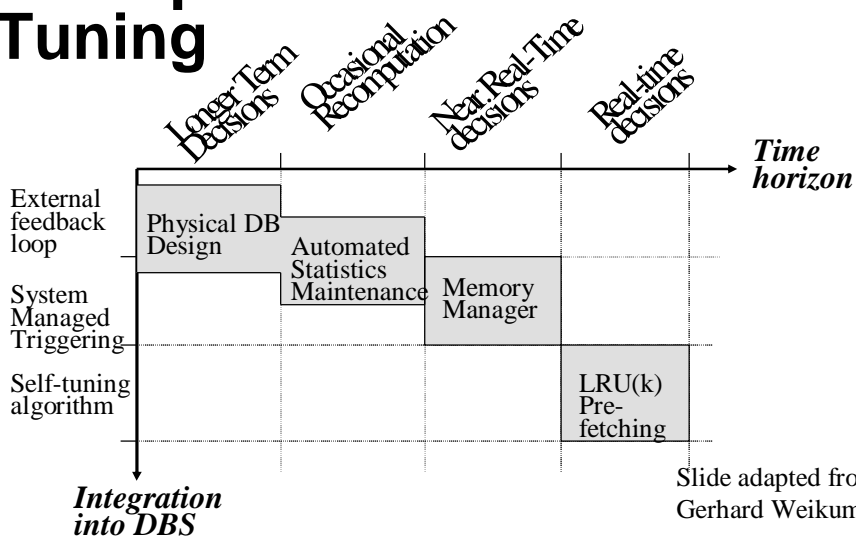 Tuning
Longer Term
Decisions
Occasional
Recomputation
Near Real-Time
decisions
Real-time
decisions
Time
horizon
External
feedback
loop
Physical DB
Design
Automated
Statistics
Maintenance
System
Managed
Triggering
Memory
Manager
Self-tuning
algorithm
LRU(k)
Pre-
fetching
Integration
into DBS
Slide adapted fro
Gerhard Weikum